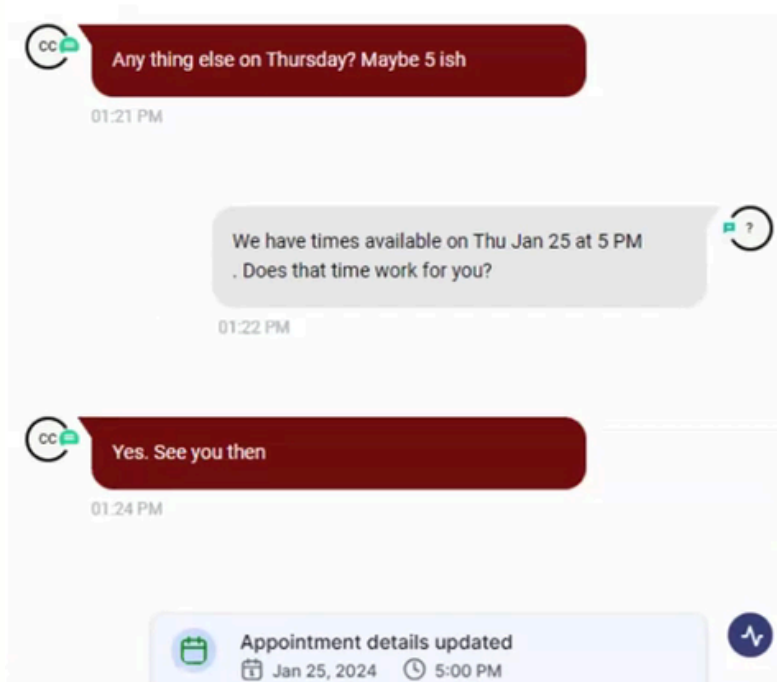 CC
Any thing else on Thursday? Maybe 5 ish
01:21 PM
?
We have times available on Thu Jan 25 at 5 PM
. Does that time work for you?
01:22 PM
CC
Yes. See you then
01:24 PM
Appointment details updated
Jan 25, 2024 5:00 PM